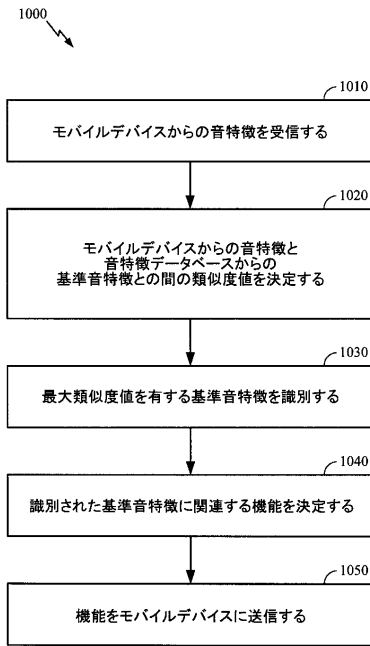 1000
1010
モバイルデバイスからの音特徴を受信する
1020
モバイルデバイスからの音特徴と
音特徴データベースからの
基準音特徴との間の類似度値を決定する
1030
最大類似度値を有する基準音特徴を識別する
1040
識別された基準音特徴に関連する機能を決定する
1050
機能をモバイルデバイスに送信する